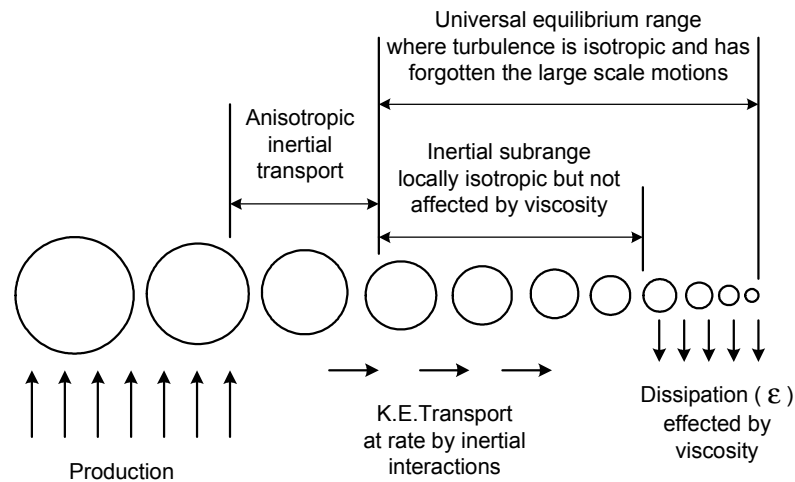 Universal equilibrium range
where turbulence is isotropic and has
forgotten the large scale motions
Anisotropic
inertial
transport
Inertial subrange
locally isotropic but not
affected by viscosity
K.E.Transport
at rate by inertial
interactions
Dissipation ( ε )
effected by
viscosity
Production